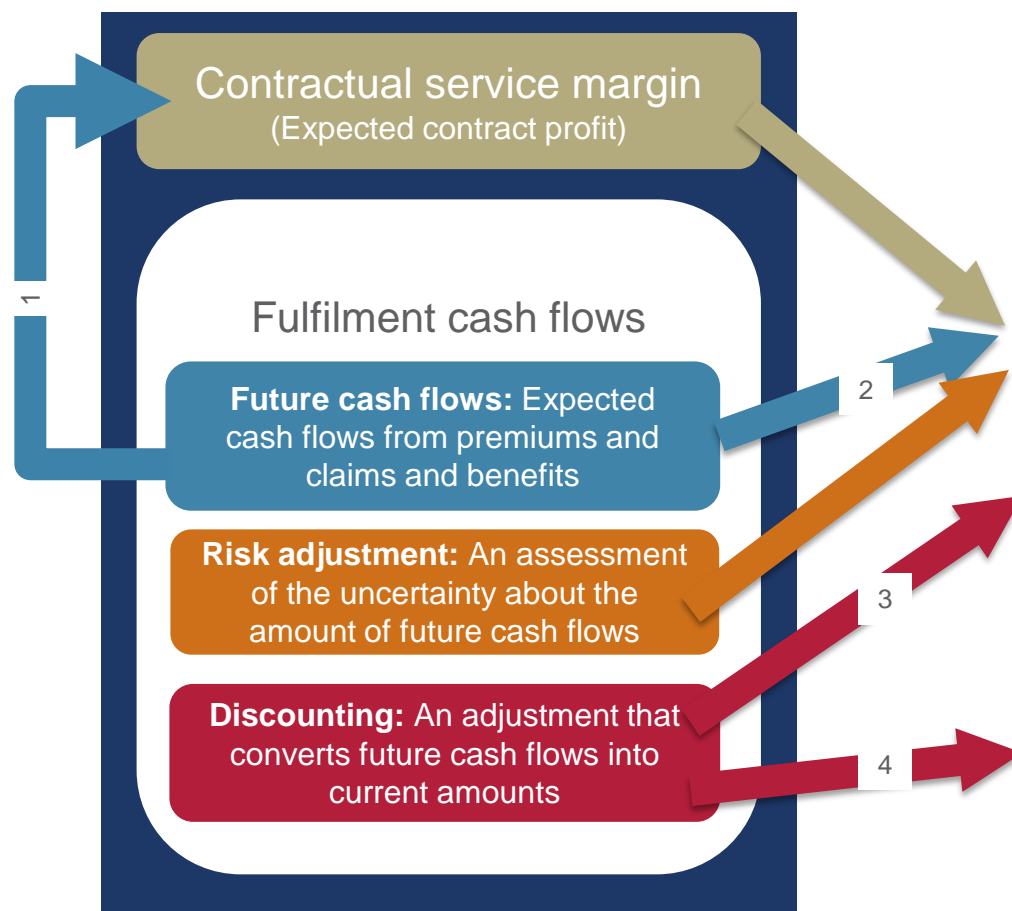 Contractual service margin
(Expected contract profit)
1
Fulfilment cash flows
Future cash flows: Expected
cash flows from premiums and
claims and benefits
2
Risk adjustment: An assessment
of the uncertainty about the
amount of future cash flows
3
Discounting: An adjustment that
converts future cash flows into
current amounts
4